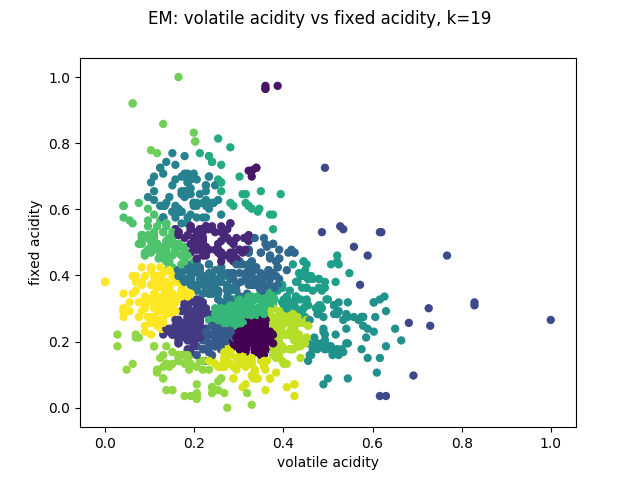 EM: volatile acidity vs fixed acidity, k=19
fixed acidity
1.0
0.8
0.6
0.4
0.2
0.0
0.0 0.2 0.4 0.6 0.8 1.0
volatile acidity